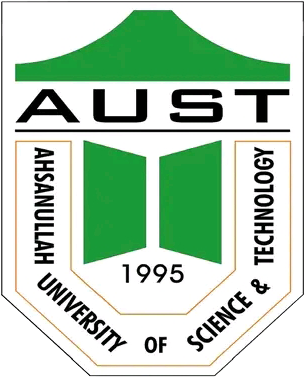 AUST
1995
AHSANULLAH UNIVERSITY OF SCIENCE & TECHNOLOGY